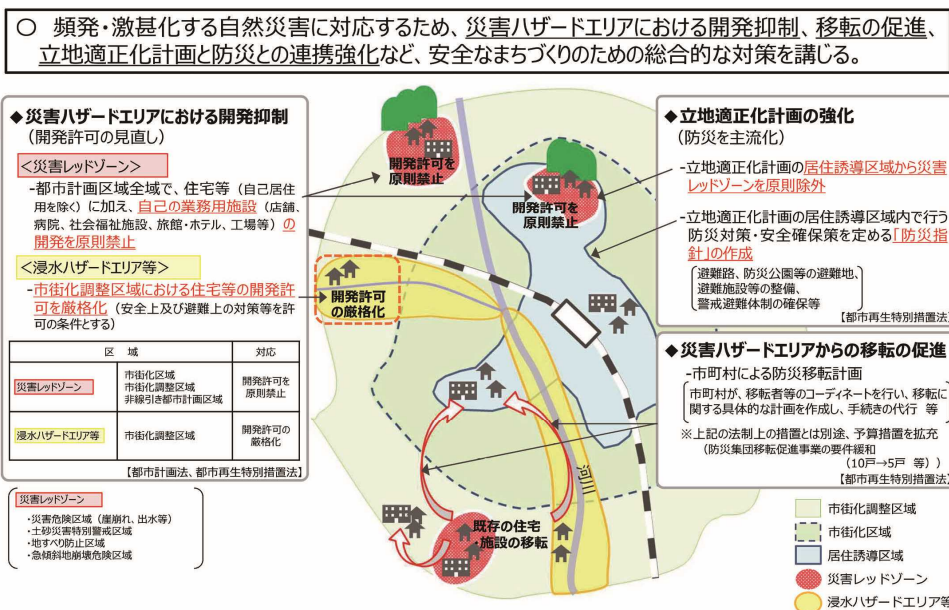 ○ 頻発・激甚化する自然災害に対応するため、災害ハザードエリアにおける開発抑制、移転の促進、
立地適正化計画と防災との連携強化など、安全なまちづくりのための総合的な対策を講じる。
◆災害ハザードエリアにおける開発抑制
（開発許可の見直し）
＜災害レッドゾーン＞
-都市計画区域全域で、住宅等（自己居住
用を除く）に加え、自己の業務用施設（店舗、
病院、社会福祉施設、旅館・ホテル、工場等）の
開発を原則禁止
＜浸水ハザードエリア等＞
-市街化調整区域における住宅等の開発許
可を厳格化（安全上及び避難上の対策等を許
可の条件とする）
区 域 対応
災害レッドゾーン
市街化区域
市街化調整区域
非線引き都市計画区域
開発許可を
原則禁止
浸水ハザードエリア等
市街化調整区域
開発許可の
厳格化
【都市計画法、都市再生特別措置法】
災害レッドゾーン
・災害危険区域（崖崩れ、出水等）
・土砂災害特別警戒区域
・地すべり防止区域
・急傾斜地崩壊危険区域
開発許可を
原則禁止
開発許可を
原則禁止
開発許可
の厳格化
河川
既存の住宅
・施設の移転
◆立地適正化計画の強化
（防災を主流化）
-立地適正化計画の居住誘導区域から災害
レッドゾーンを原則除外
-立地適正化計画の居住誘導区域内で行う
防災対策・安全確保策を定める「防災指
針」の作成
避難路、防災公園等の避難地、
避難施設等の整備、
警戒避難体制の確保等
【都市再生特別措置法】
◆災害ハザードエリアからの移転の促進
-市町村による防災移転計画
市町村が、移転者等のコーディネートを行い、移転に
関する具体的な計画を作成し、手続きの代行 等
※上記の法制上の措置とは別途、予算措置を拡充
（防災集団移転促進事業の要件緩和
（10戸→5戸 等））
【都市再生特別措置法】
市街化調整区域
市街化区域
居住誘導区域
災害レッドゾーン
浸水ハザードエリア等